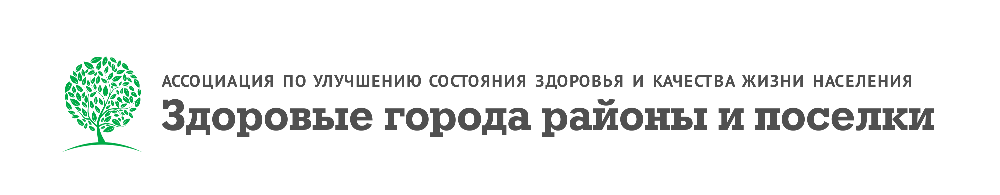 АССОЦИАЦИЯ ПО УЛУЧШЕНИЮ СОСТОЯНИЯ ЗДОРОВЬЯ И КАЧЕСТВА ЖИЗНИ НАСЕЛЕНИЯ
Здоровые города районы и поселки